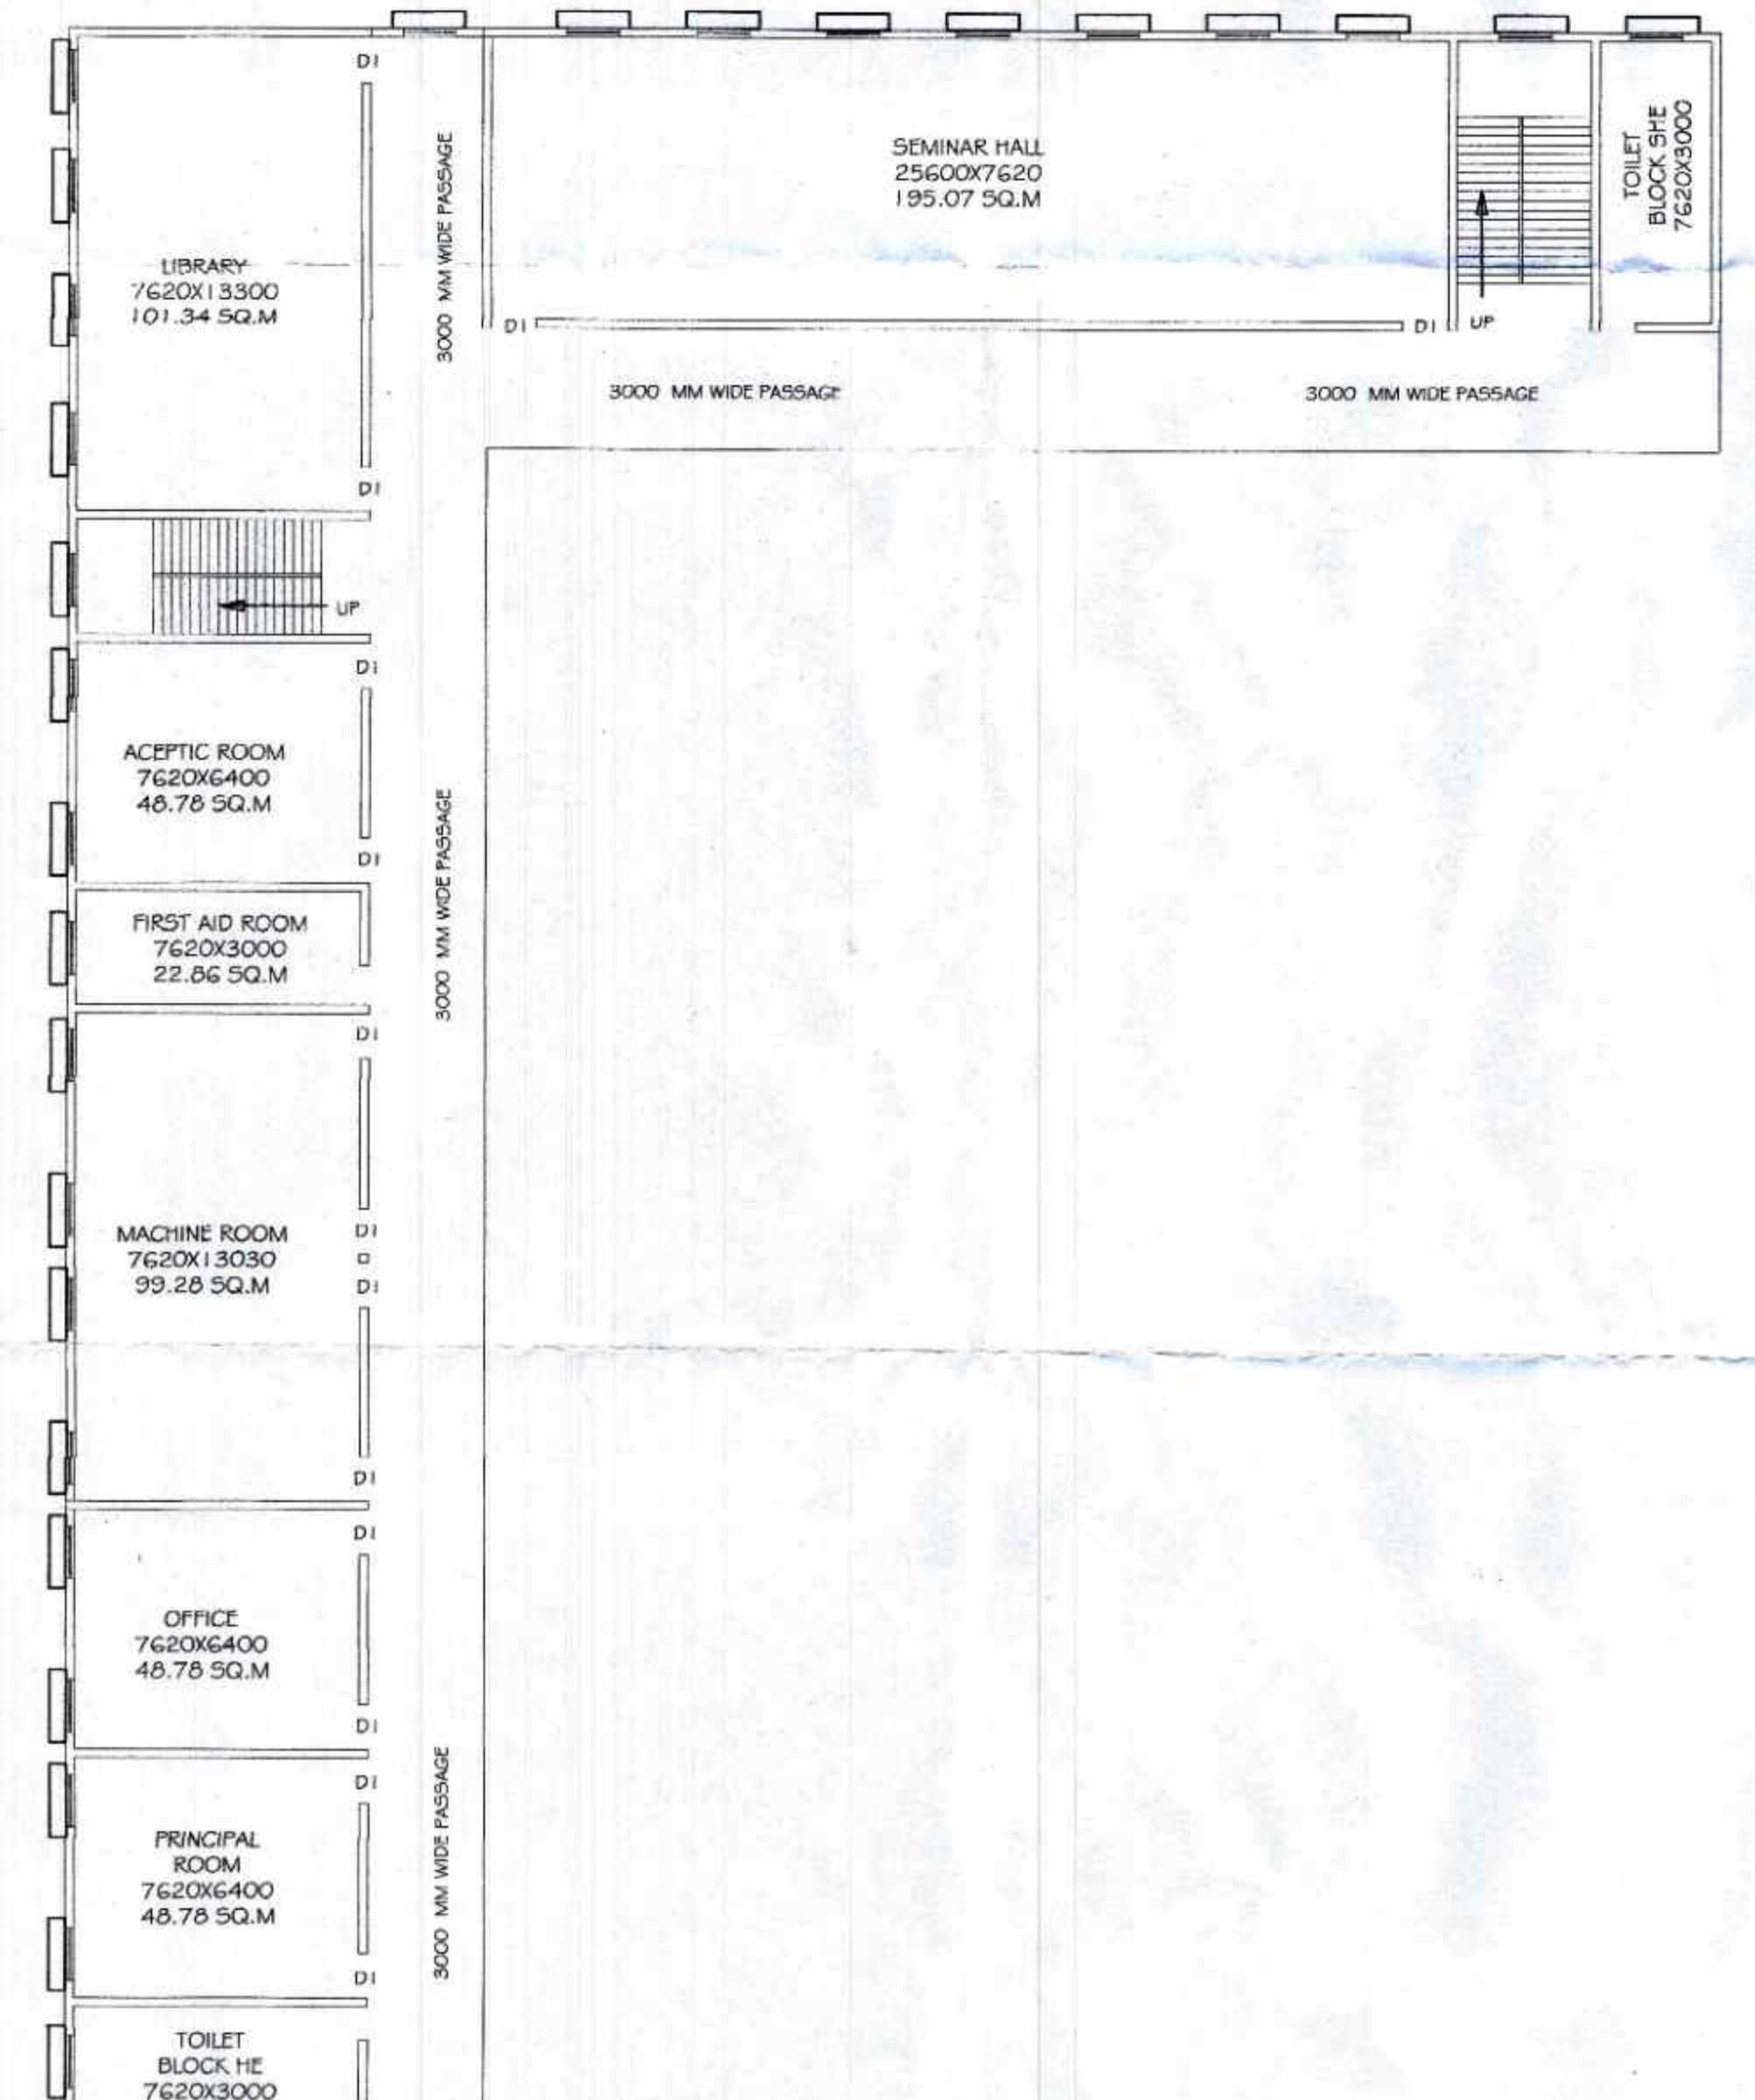 D1
SEMINAR HALL
25600X7620
195.07 SQ.M
TOILET
BLOCK SHE
7620X3000
3000 MM WIDE PASSAGE
LIBRARY
7620X13300
101.34 SQ.M
D1
D1
UP
3000 MM WIDE PASSAGE
3000 MM WIDE PASSAGE
D1
UP
D1
ACEPTIC ROOM
7620X6400
48.78 SQ.M
D1
3000 MM WIDE PASSAGE
FIRST AID ROOM
7620X3000
22.86 SQ.M
D1
MACHINE ROOM
7620X13030
99.28 SQ.M
D1
D1
D1
D1
OFFICE
7620X6400
48.78 SQ.M
D1
D1
PRINCIPAL
ROOM
7620X6400
48.78 SQ.M
3000 MM WIDE PASSAGE
D1
TOILET
BLOCK HE
7620X3000